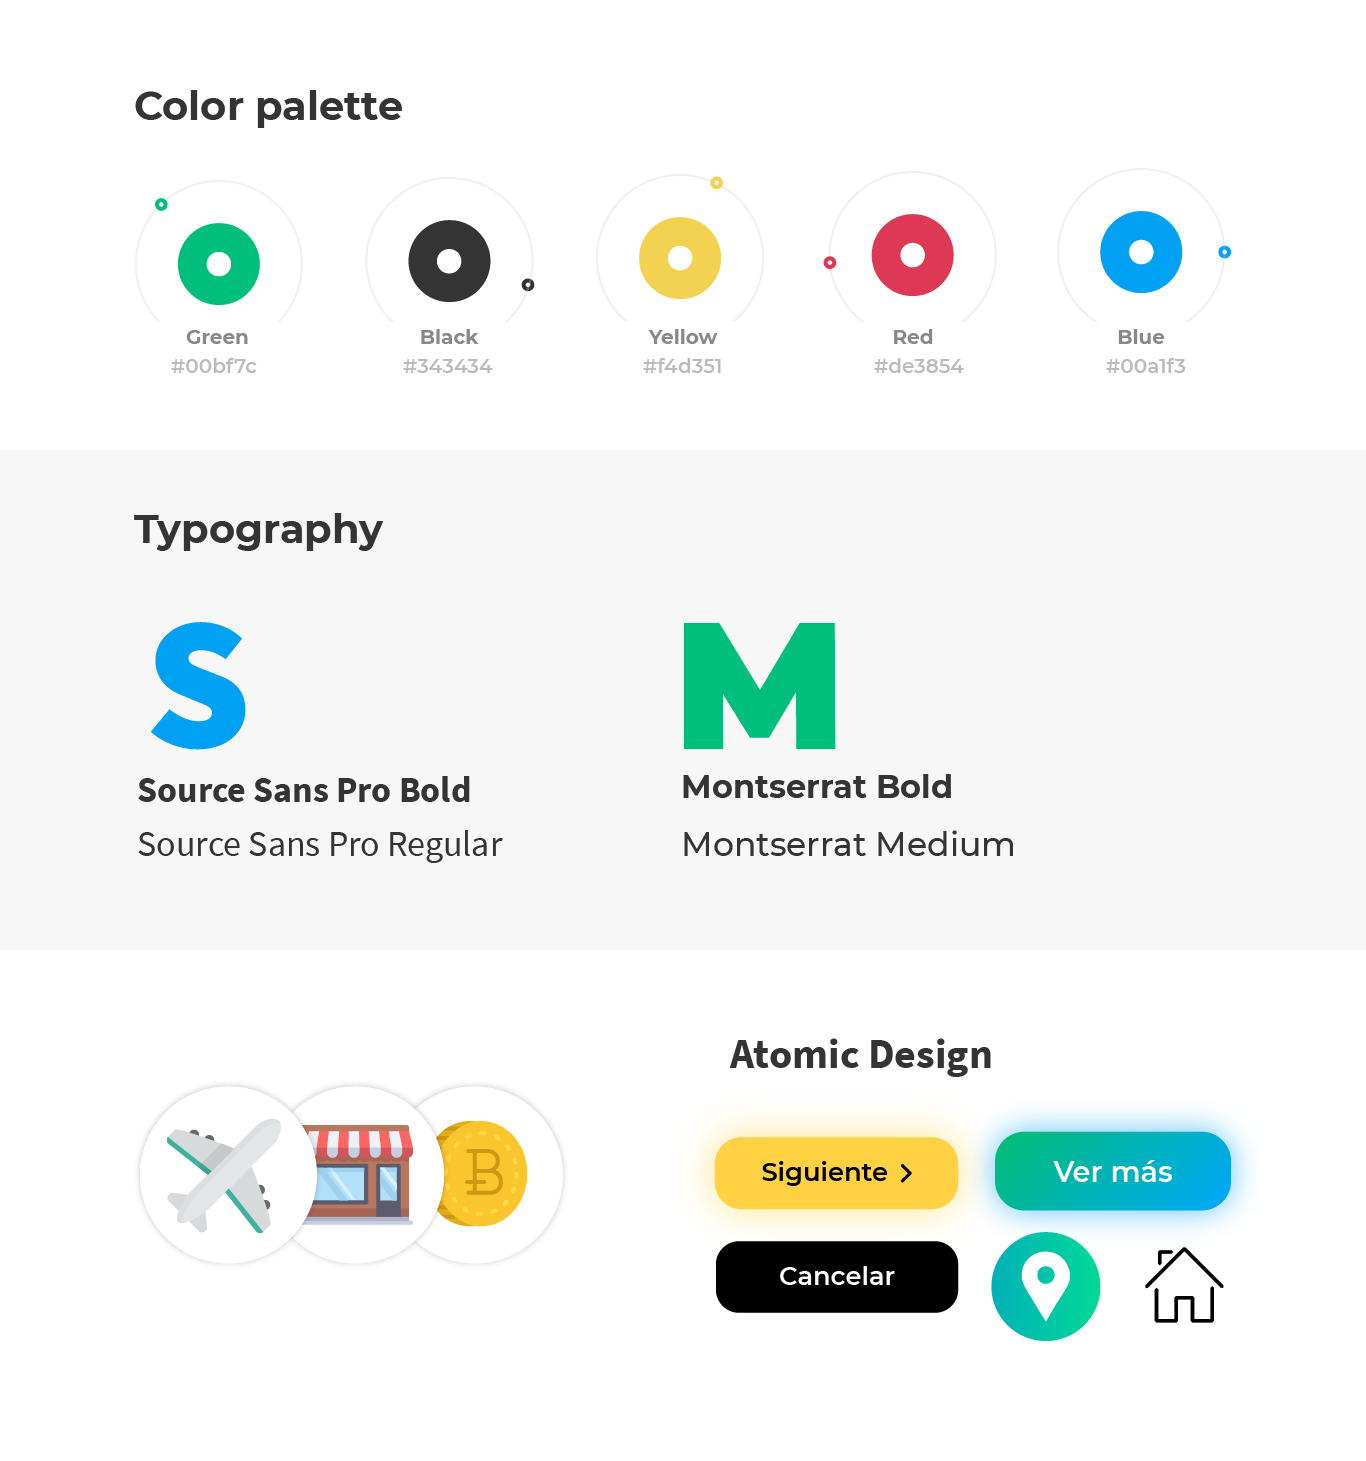 Color palette
Green
#00bf7c
Black
#343434
Yellow
#f4d351
Red
#de3854
Blue
#00a1f3
Typography
S
M
Source Sans Pro Bold
Source Sans Pro Regular
Montserrat Bold
Montserrat Medium
Atomic Design
Siguiente
Ver más
Cancelar